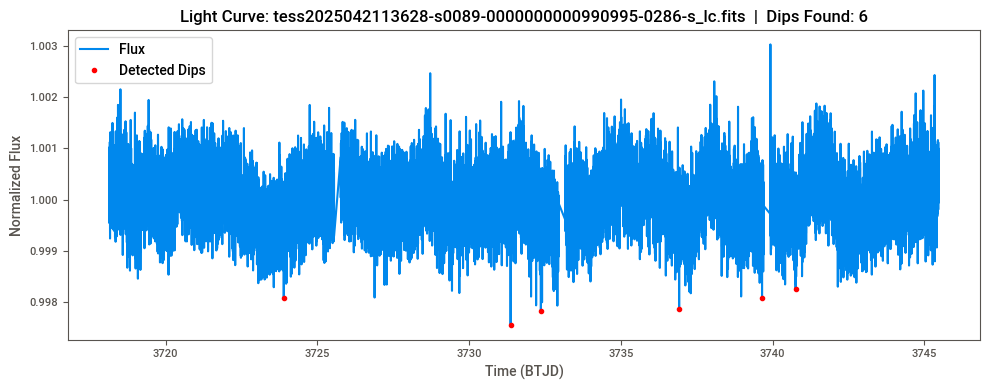 Light Curve: tess2025042113628-s0089-0000000000990995-0286-s_lc.fits | Dips Found: 6
Flux
Detected Dips
1.003
1.002
1.001
1.000
0.999
0.998
Normalized Flux
3720 3725 3730 3735 3740 3745
Time (BTJD)